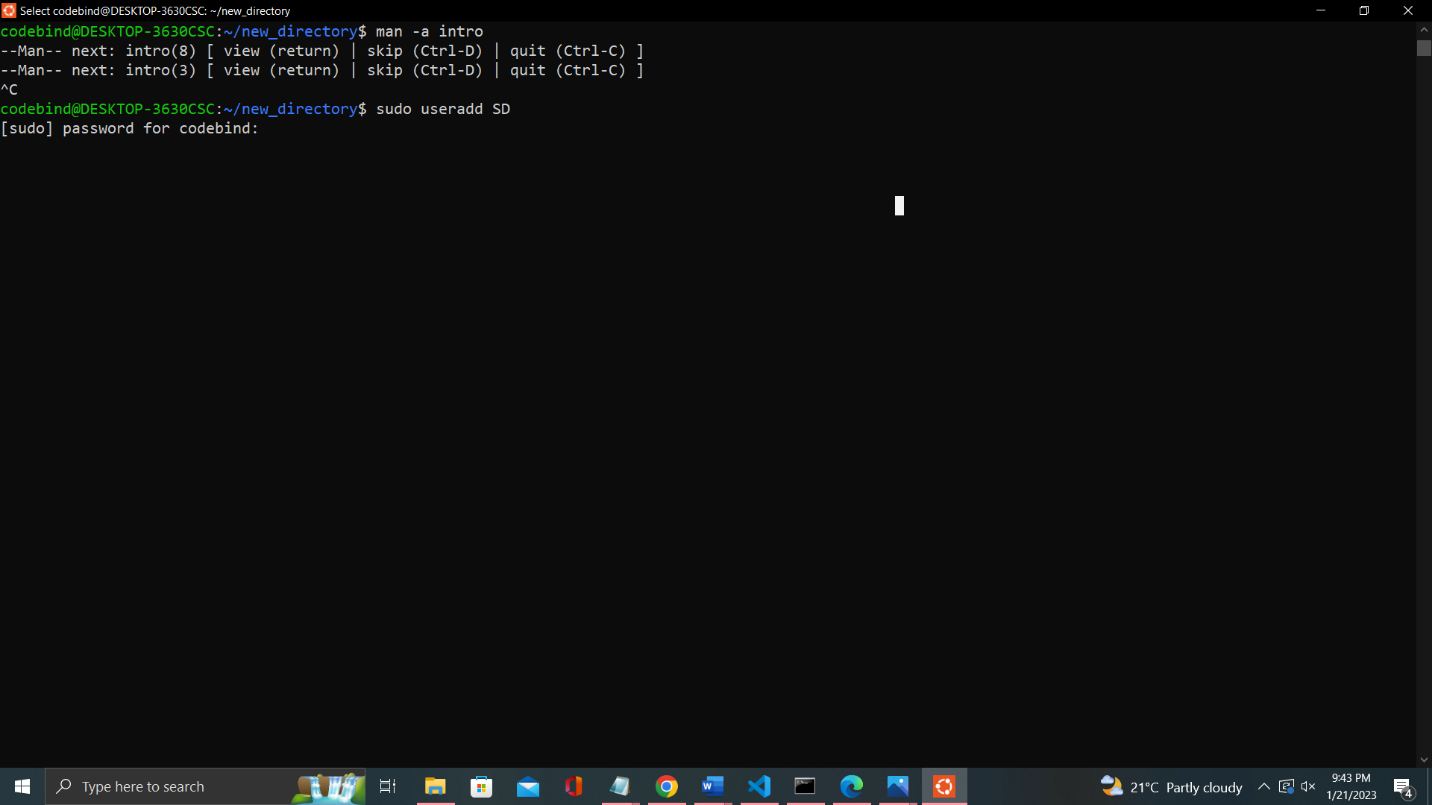 Select codebind@DESKTOP-3630CSC: ~/new_directory
codebind@DESKTOP-3630CSC:~/new_directory$ man -a intro
--Man-- next: intro(8) [ view (return) | skip (Ctrl-D) | quit (Ctrl-C) ]
--Man-- next: intro(3) [ view (return) | skip (Ctrl-D) | quit (Ctrl-C) ]
^C
codebind@DESKTOP-3630CSC:~/new_directory$ sudo useradd SD
[sudo] password for codebind:
Type here to search
21°C Partly cloudy
9:43 PM
1/21/2023
4